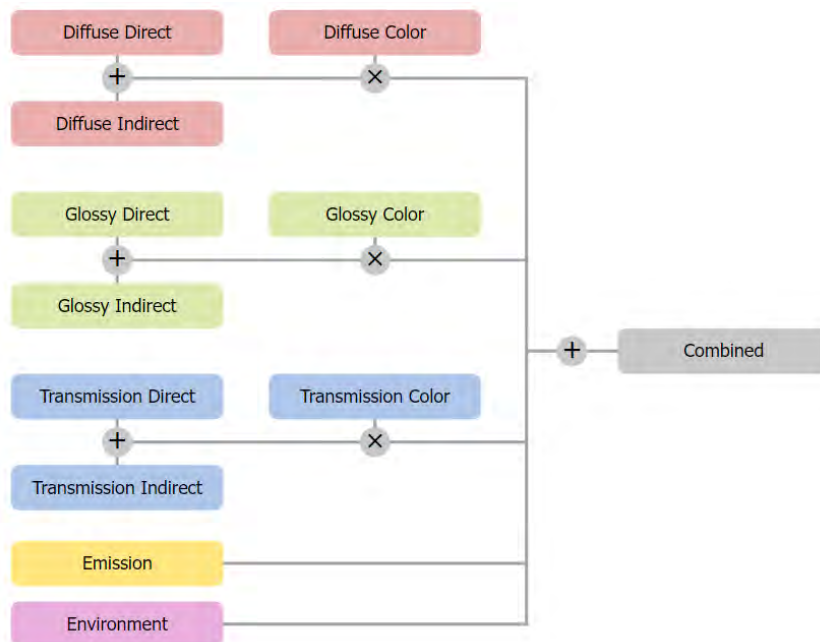 Diffuse Direct
Diffuse Color
+
×
Diffuse Indirect
Glossy Direct
Glossy Color
+
×
Glossy Indirect
+
Combined
Transmission Direct
Transmission Color
+
×
Transmission Indirect
Emission
Environment